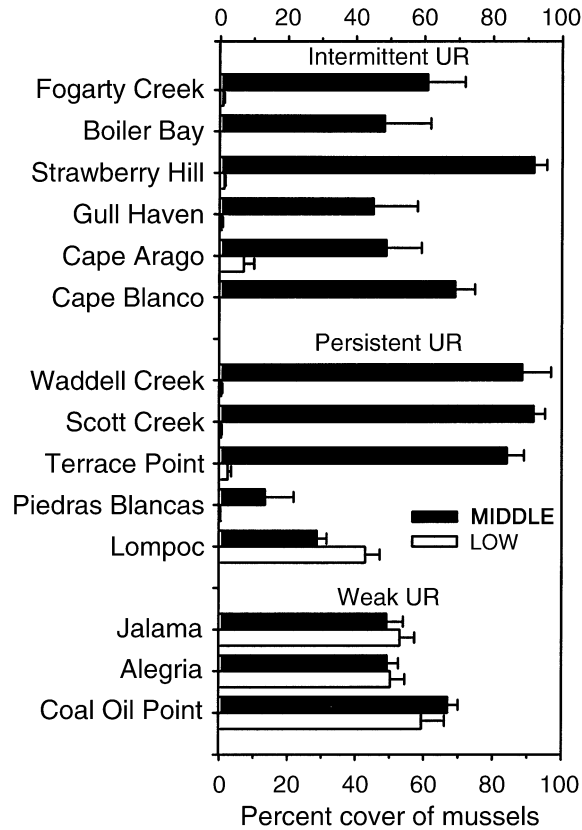 0 20 40 60 80 100
Intermittent UR
Fogarty Creek
Boiler Bay
Strawberry Hill
Gull Haven
Cape Arago
Cape Blanco
Persistent UR
Waddell Creek
Scott Creek
Terrace Point
Piedras Blancas
MIDDLE
Lompoc
LOW
Weak UR
Jalama
Alegria
Coal Oil Point
0 20 40 60 80 100
Percent cover of mussels